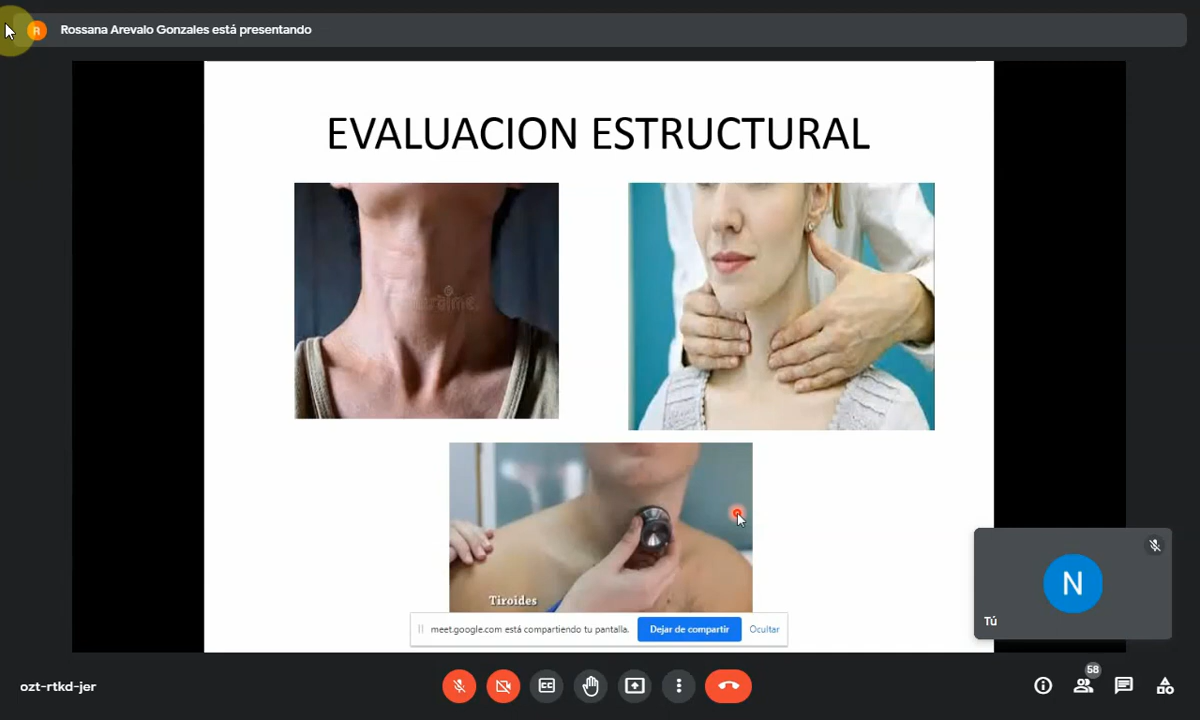 R
Rossana Arevalo Gonzales está presentando
EVALUACION ESTRUCTURAL
Tiroides
meet.google.com está compartiendo tu pantalla.
Dejar de compartir
Ocultar
N
Tú
ozt-rtkd-jer
CC
58